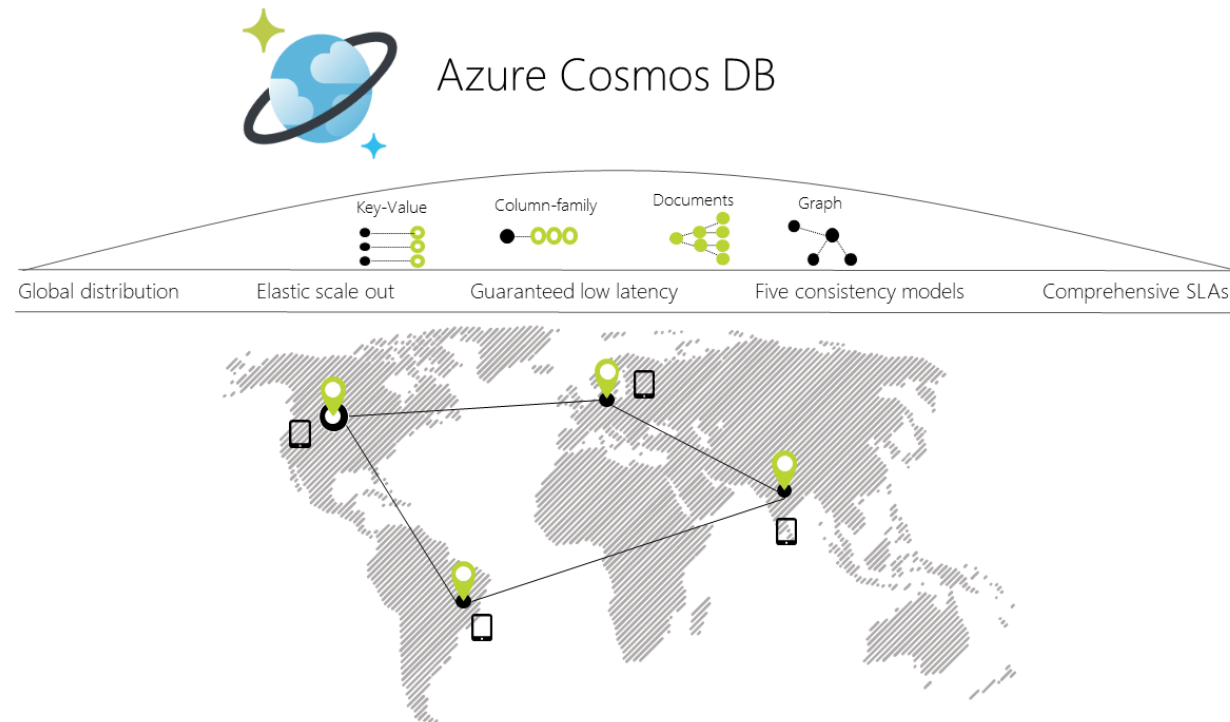 Azure Cosmos DB
Key-Value
Column-family
Documents
Graph
Global distribution
Elastic scale out
Guaranteed low latency
Five consistency models
Comprehensive SLAs